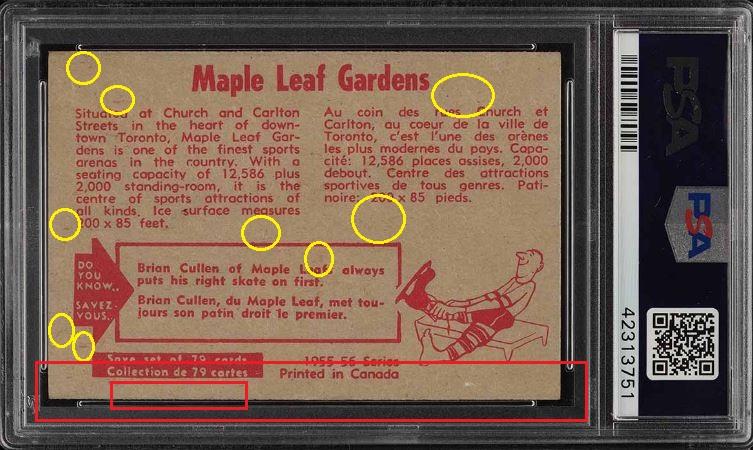 Maple Leaf Gardens
Situated at Church and Carlton
Streets in the heart of down-
town Toronto, Maple Leaf Gar-
dens is one of the finest sports
arenas in the country. With a
seating capacity of 12,586 plus
2,000 standing-room, it is the
centre of sports attractions of
all kinds. Ice surface measures
200 x 85 feet.
Au coin des rues Church et
Carlton, au coeur de la ville de
Toronto, c'est l'une des arènes
les plus modernes du pays. Capa-
cité: 12,586 places assises, 2,000
debout. Centre des attractions
sportives de tous genres. Pati-
noire: 200 x 85 pieds.
DO
YOU
KNOW..
SAVEZ-
VOUS..
Brian Cullen of Maple Leafs always
puts his right skate on first.
Brian Cullen, du Maple Leaf, met tou-
jours son patin droit le premier.
Save set of 79 cards
Collection de 79 cartes
1955-56 Series
Printed in Canada
PSA
PSA
42313751